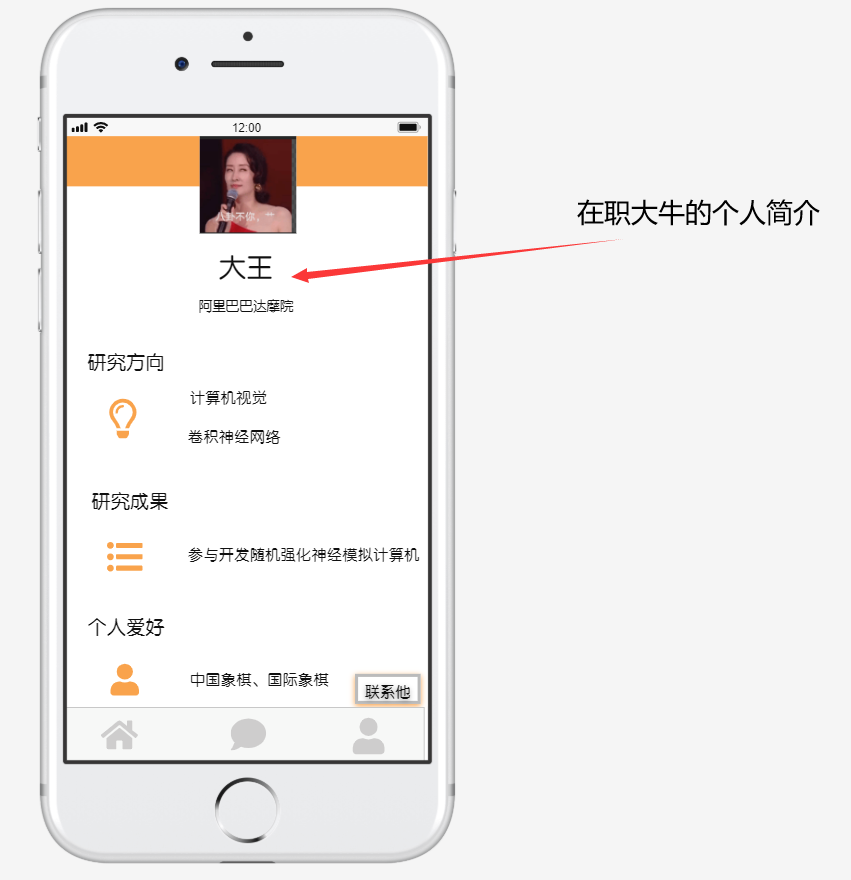 12:00
在职大牛的个人简介
大王
阿里巴巴达摩院
研究方向
计算机视觉
卷积神经网络
研究成果
参与开发随机强化神经模拟计算机
个人爱好
中国象棋、国际象棋
联系他